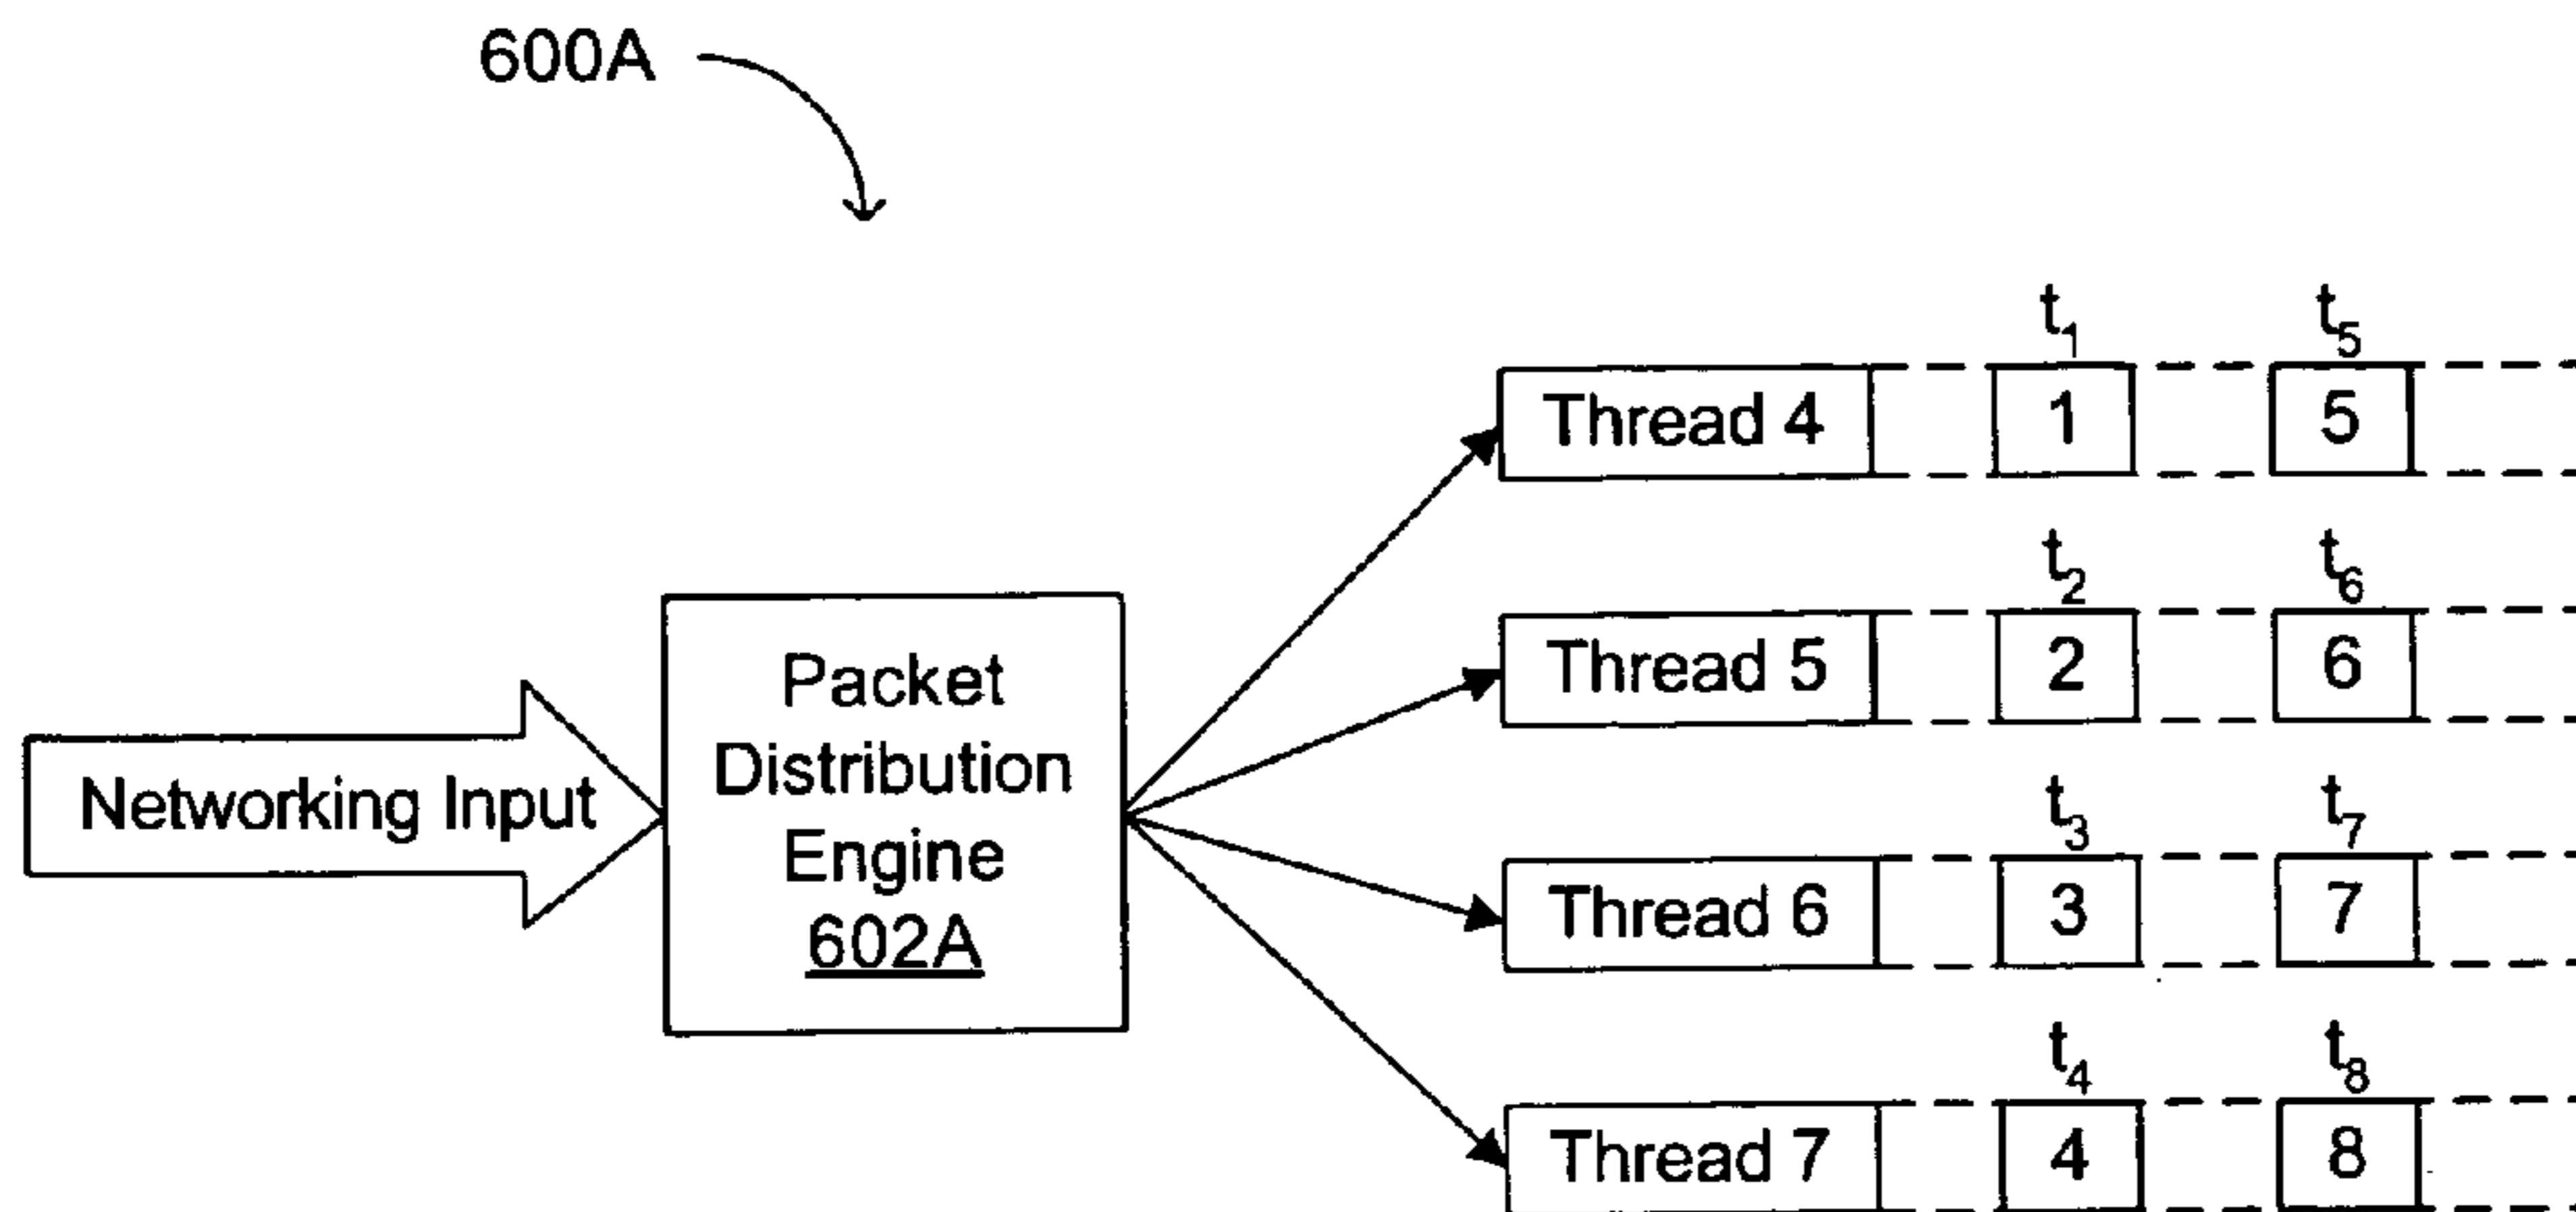 600A
t1 t5
Thread 4 1 5
t2 t6
Thread 5 2 6
Networking Input
Packet
Distribution
Engine
602A
t3 t7
Thread 6 3 7
t4 t8
Thread 7 4 8